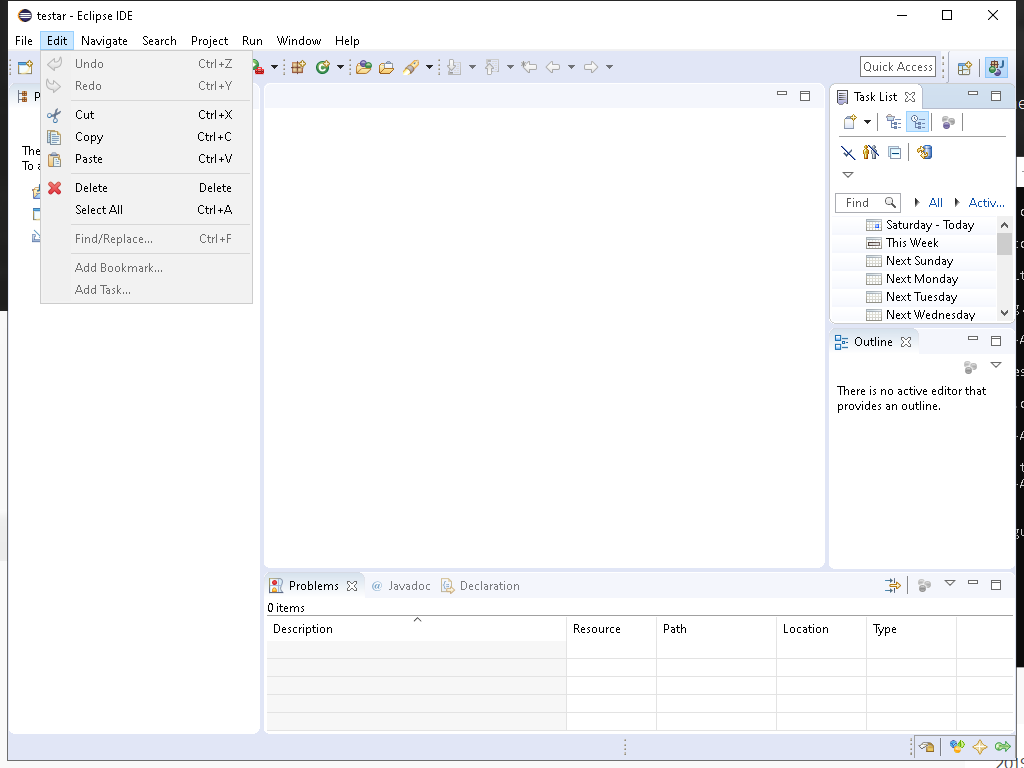 testar - Eclipse IDE
File Edit Navigate Search Project Run Window Help
Undo Ctrl+Z
Redo Ctrl+Y
Cut Ctrl+X
Copy Ctrl+C
Paste Ctrl+V
Delete Delete
Select All Ctrl+A
Find/Replace... Ctrl+F
Add Bookmark...
Add Task...
Quick Access
P
The
To a
Task List
Find All Activ...
Saturday - Today
This Week
Next Sunday
Next Monday
Next Tuesday
Next Wednesday
Outline
There is no active editor that
provides an outline.
Problems @ Javadoc Declaration
0 items
Description Resource Path Location Type
2019